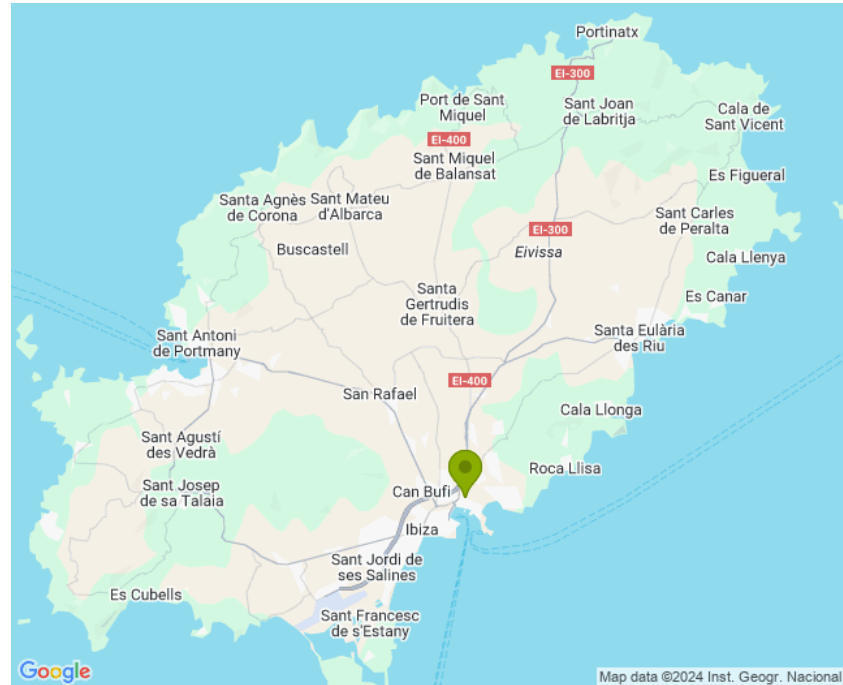 Portinatx
EI-300
Port de Sant
Miquel
Sant Joan
de Labritja
Cala de
Sant Vicent
EI-400
Sant Miquel
de Balansat
Es Figueral
Santa Agnès
de Corona
Sant Mateu
d'Albarca
Sant Carles
de Peralta
EI-300
Buscastell
Eivissa
Cala Llenya
Santa
Gertrudis
de Fruitera
Es Canar
Sant Antoni
de Portmany
Santa Eulària
des Riu
EI-400
San Rafael
Cala Llonga
Sant Agustí
des Vedrà
Roca Llisa
Sant Josep
de sa Talaia
Can Bufi
Ibiza
Sant Jordi de
ses Salines
Es Cubells
Sant Francesc
de s'Estany
Google
Map data ©2024 Inst. Geogr. Nacional